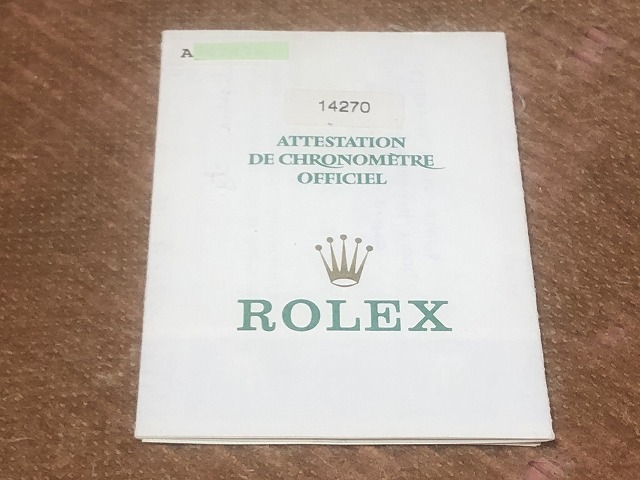 A
14270
ATTESTATION
DE CHRONOMÈTRE
OFFICIEL
ROLEX